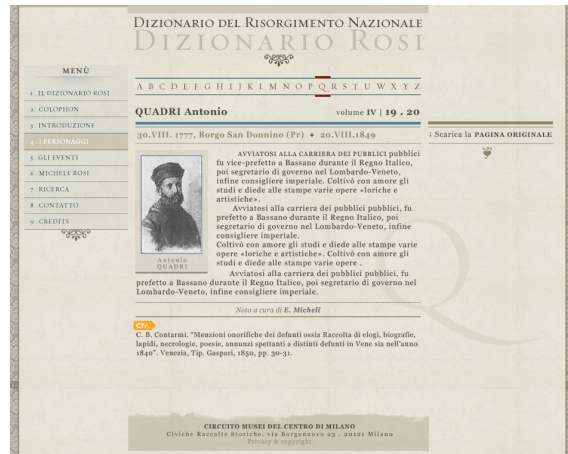 DIZIONARIO DEL RISORGIMENTO NAZIONALE
DIZIONARIO ROSI
MENÙ
1 . IL DIZIONARIO ROSI
2 . COLOPHON
3 . INTRODUZIONE
4 . I PERSONAGGI
5 . GLI EVENTI
6 . MICHELE ROSI
7 . RICERCA
8 . CONTATTO
9 . CREDITS
A B C D E F G H I J K L M N O P Q R S T U W X Y Z
QUADRI Antonio volume IV | 19 . 20
30.VIII. 1777, Borgo San Donnino (Pr) ♦ 20.VIII.1849
Scarica la PAGINA ORIGINALE
AVVIATOSI ALLA CARRIERA DEI PUBBLICI pubblici
fu vice-prefetto a Bassano durante il Regno Italico,
poi segretario di governo nel Lombardo-Veneto,
infine consigliere imperiale. Coltivò con amore gli
studi e diede alle stampe varie opere «loriche e
artistiche».
Avviatosi alla carriera dei pubblici pubblici, fu
prefetto a Bassano durante il Regno Italico, poi
segretario di governo nel Lombardo-Veneto, infine
consigliere imperiale.
Coltivò con amore gli studi e diede alle stampe varie
opere «loriche e artistiche». Coltivò con amore gli
studi e diede alle stampe varie opere .
Antonio
QUADRI
Avviatosi alla carriera dei pubblici pubblici, fu
prefetto a Bassano durante il Regno Italico, poi segretario di governo nel
Lombardo-Veneto, infine consigliere imperiale.
Nota a cura di E. Micheli
Cfr.
C. B. Contarmi. "Menzioni onorifiche dei defunti ossia Raccolta di elogi, biografie,
lapidi, necrologie, poesie, annunzi spettanti a distinti defunti in Vene sia nell'anno
1840". Venezia, Tip. Gaspari, 1850, pp. 30-31.
Q
CIRCUITO MUSEI DEL CENTRO DI MILANO
Civiche Raccolte Storiche. via Borgonuovo 23 . 20121 Milano
Privacy & copyright